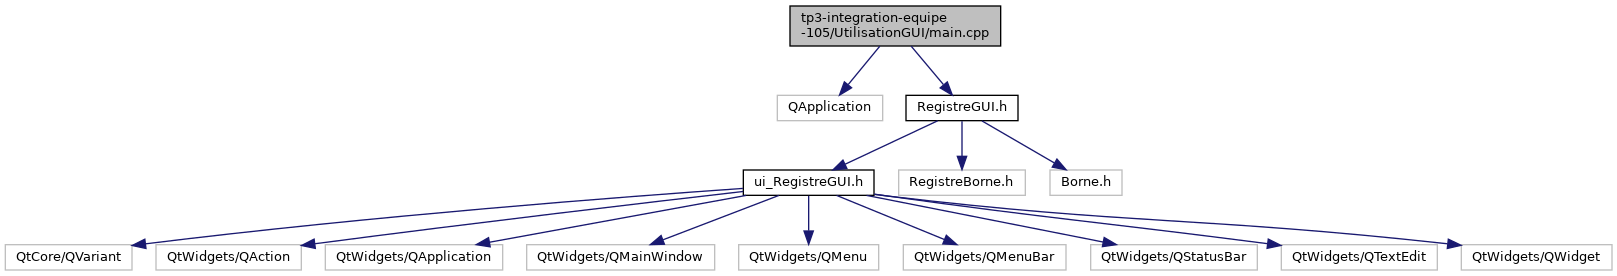 tp3-integration-equipe
-105/UtilisationGUI/main.cpp
QApplication
RegistreGUI.h
ui_RegistreGUI.h
RegistreBorne.h
Borne.h
QtCore/QVariant
QtWidgets/QAction
QtWidgets/QApplication
QtWidgets/QMainWindow
QtWidgets/QMenu
QtWidgets/QMenuBar
QtWidgets/QStatusBar
QtWidgets/QTextEdit
QtWidgets/QWidget